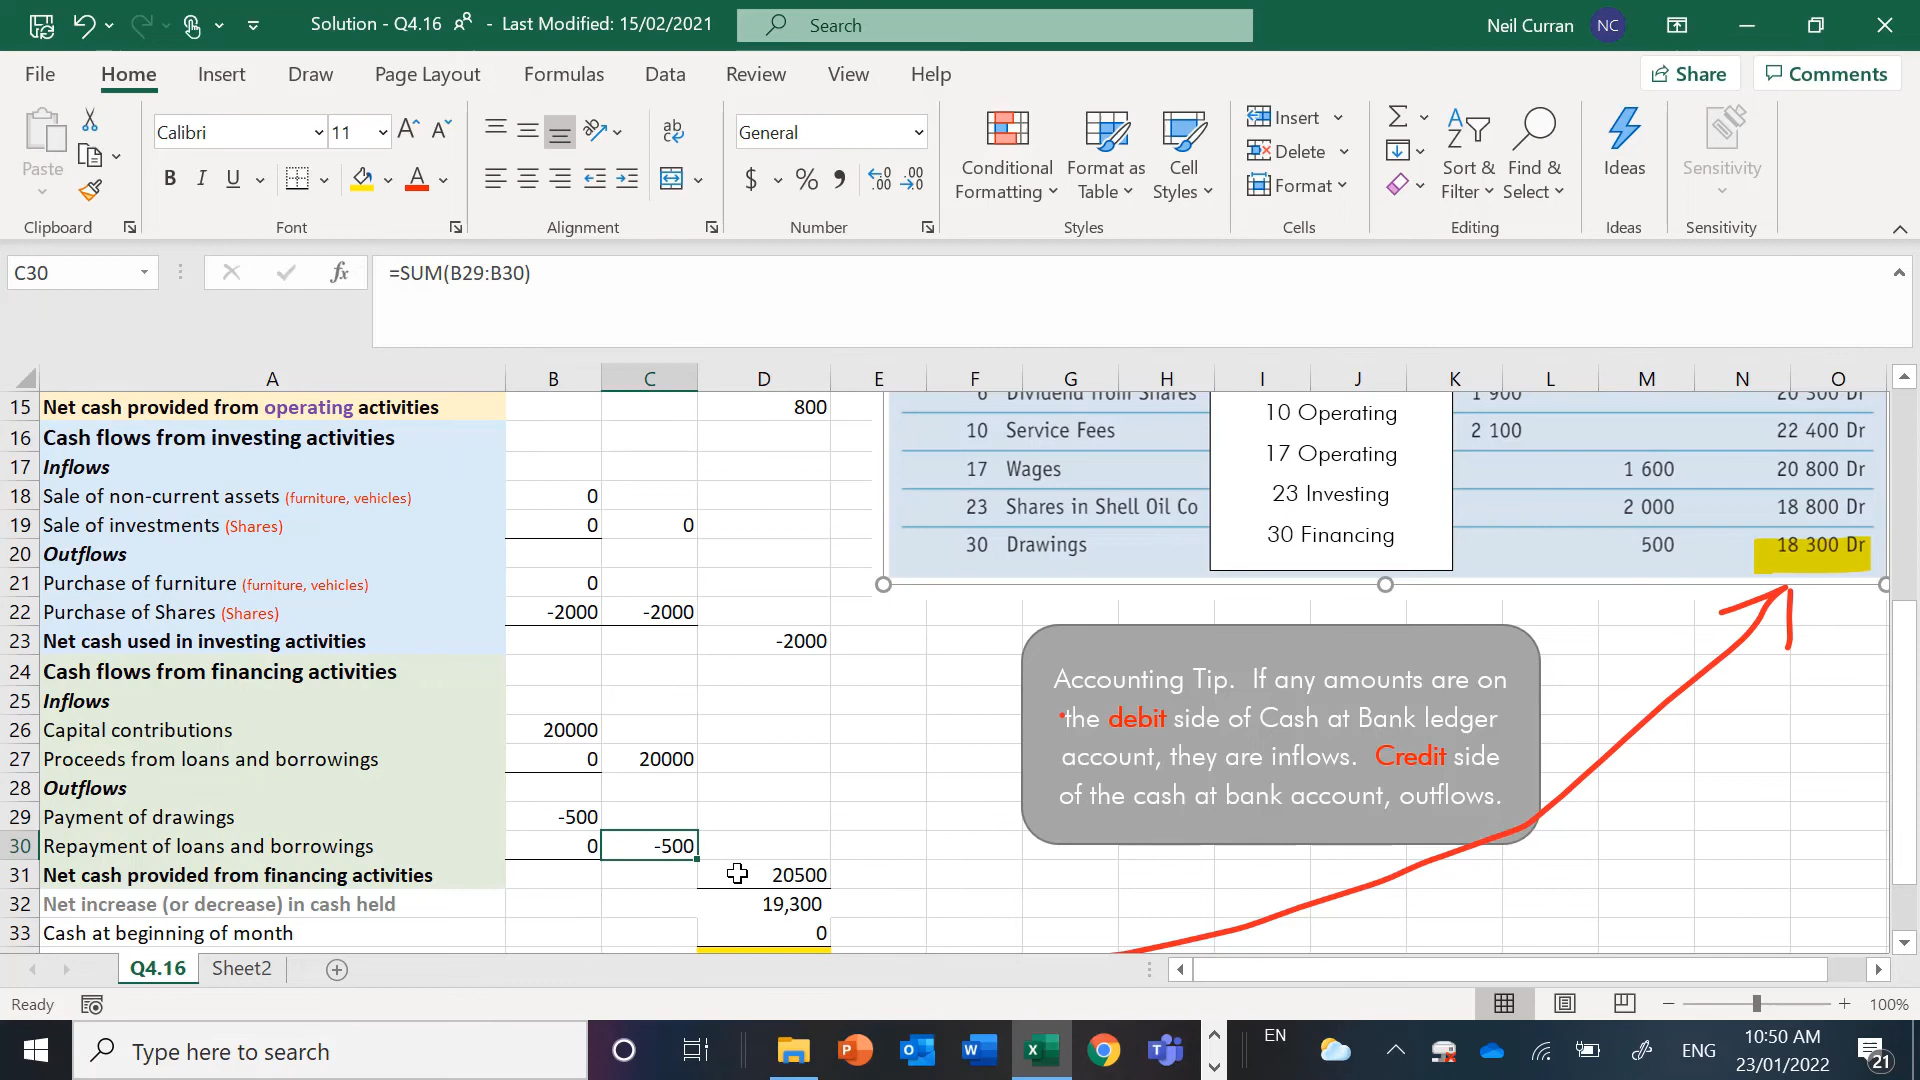 Solution - Q4.16 - Last Modified: 15/02/2021
Search
Neil Curran NC
File Home Insert Draw Page Layout Formulas Data Review View Help Share Comments
Paste
Clipboard
Calibri 11
B I U
Font
Alignment
General
Number
Conditional Formatting
Format as Table
Cell Styles
Styles
Insert
Delete
Format
Cells
Sort & Filter
Find & Select
Editing
Ideas
Ideas
Sensitivity
Sensitivity
C30 fx =SUM(B29:B30)
A B C D E F G H I J K L M N O
15 Net cash provided from operating activities 800
16 Cash flows from investing activities
17 Inflows
18 Sale of non-current assets (furniture, vehicles) 0
19 Sale of investments (Shares) 0 0
20 Outflows
21 Purchase of furniture (furniture, vehicles) 0
22 Purchase of Shares (Shares) -2000 -2000
23 Net cash used in investing activities -2000
24 Cash flows from financing activities
25 Inflows
26 Capital contributions 20000
27 Proceeds from loans and borrowings 0 20000
28 Outflows
29 Payment of drawings -500
30 Repayment of loans and borrowings 0 -500
31 Net cash provided from financing activities 20500
32 Net increase (or decrease) in cash held 19,300
33 Cash at beginning of month 0
6 Dividend from Shares 1 900 20 300 Dr
10 Service Fees 2 100 22 400 Dr
17 Wages 1 600 20 800 Dr
23 Shares in Shell Oil Co 2 000 18 800 Dr
30 Drawings 500 18 300 Dr
10 Operating
17 Operating
23 Investing
30 Financing
Accounting Tip. If any amounts are on
the debit side of Cash at Bank ledger
account, they are inflows. Credit side
of the cash at bank account, outflows.
Q4.16 Sheet2
Ready 100%
Type here to search
EN
ENG
10:50 AM
23/01/2022
21